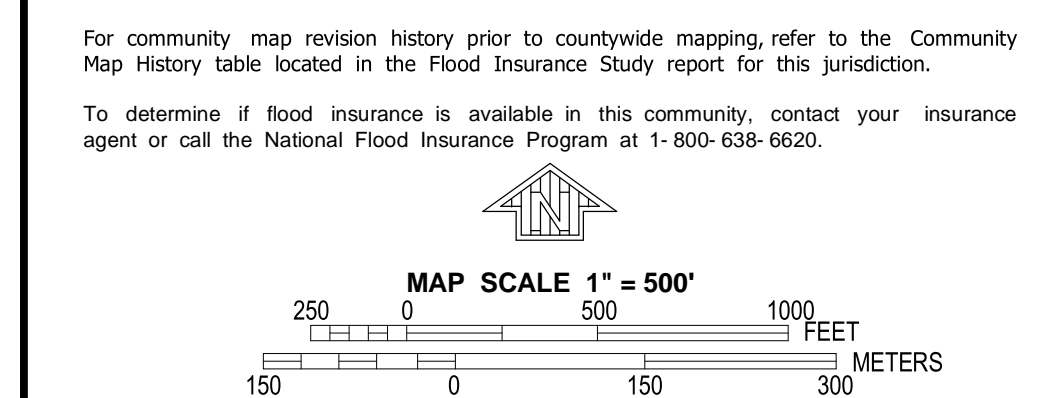 For community map revision history prior to countywide mapping, refer to the Community
Map History table located in the Flood Insurance Study report for this jurisdiction.
To determine if flood insurance is available in this community, contact your insurance
agent or call the National Flood Insurance Program at 1- 800- 638- 6620.
N
MAP SCALE 1" = 500'
250 0 500 1000
FEET
METERS
150 0 150 300